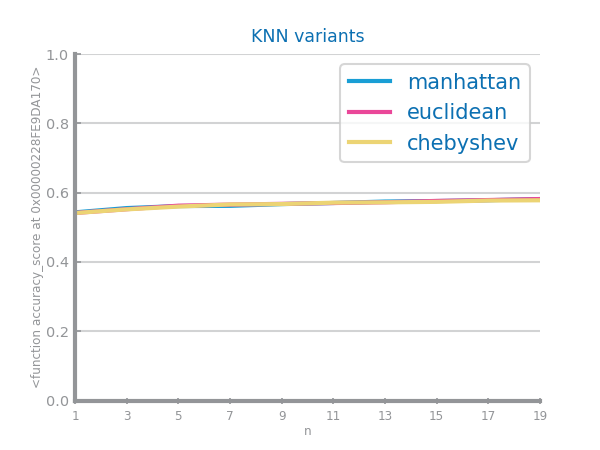 KNN variants
<function accuracy_score at 0x00000228FE9DA170>
1.0
0.8
0.6
0.4
0.2
0.0
manhattan
euclidean
chebyshev
1 3 5 7 9 11 13 15 17 19
n